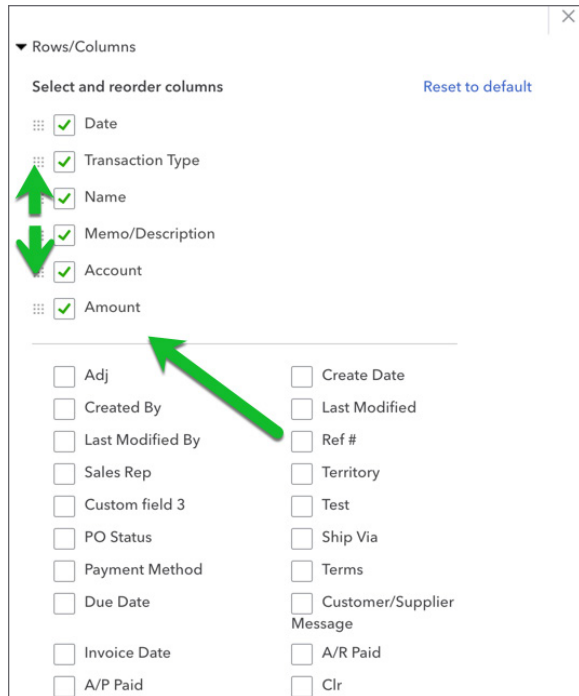 Rows/Columns
Select and reorder columns Reset to default
Date
Transaction Type
Name
Memo/Description
Account
Amount
Adj Create Date
Created By Last Modified
Last Modified By Ref #
Sales Rep Territory
Custom field 3 Test
PO Status Ship Via
Payment Method Terms
Due Date Customer/Supplier
Message
Invoice Date A/R Paid
A/P Paid Clr